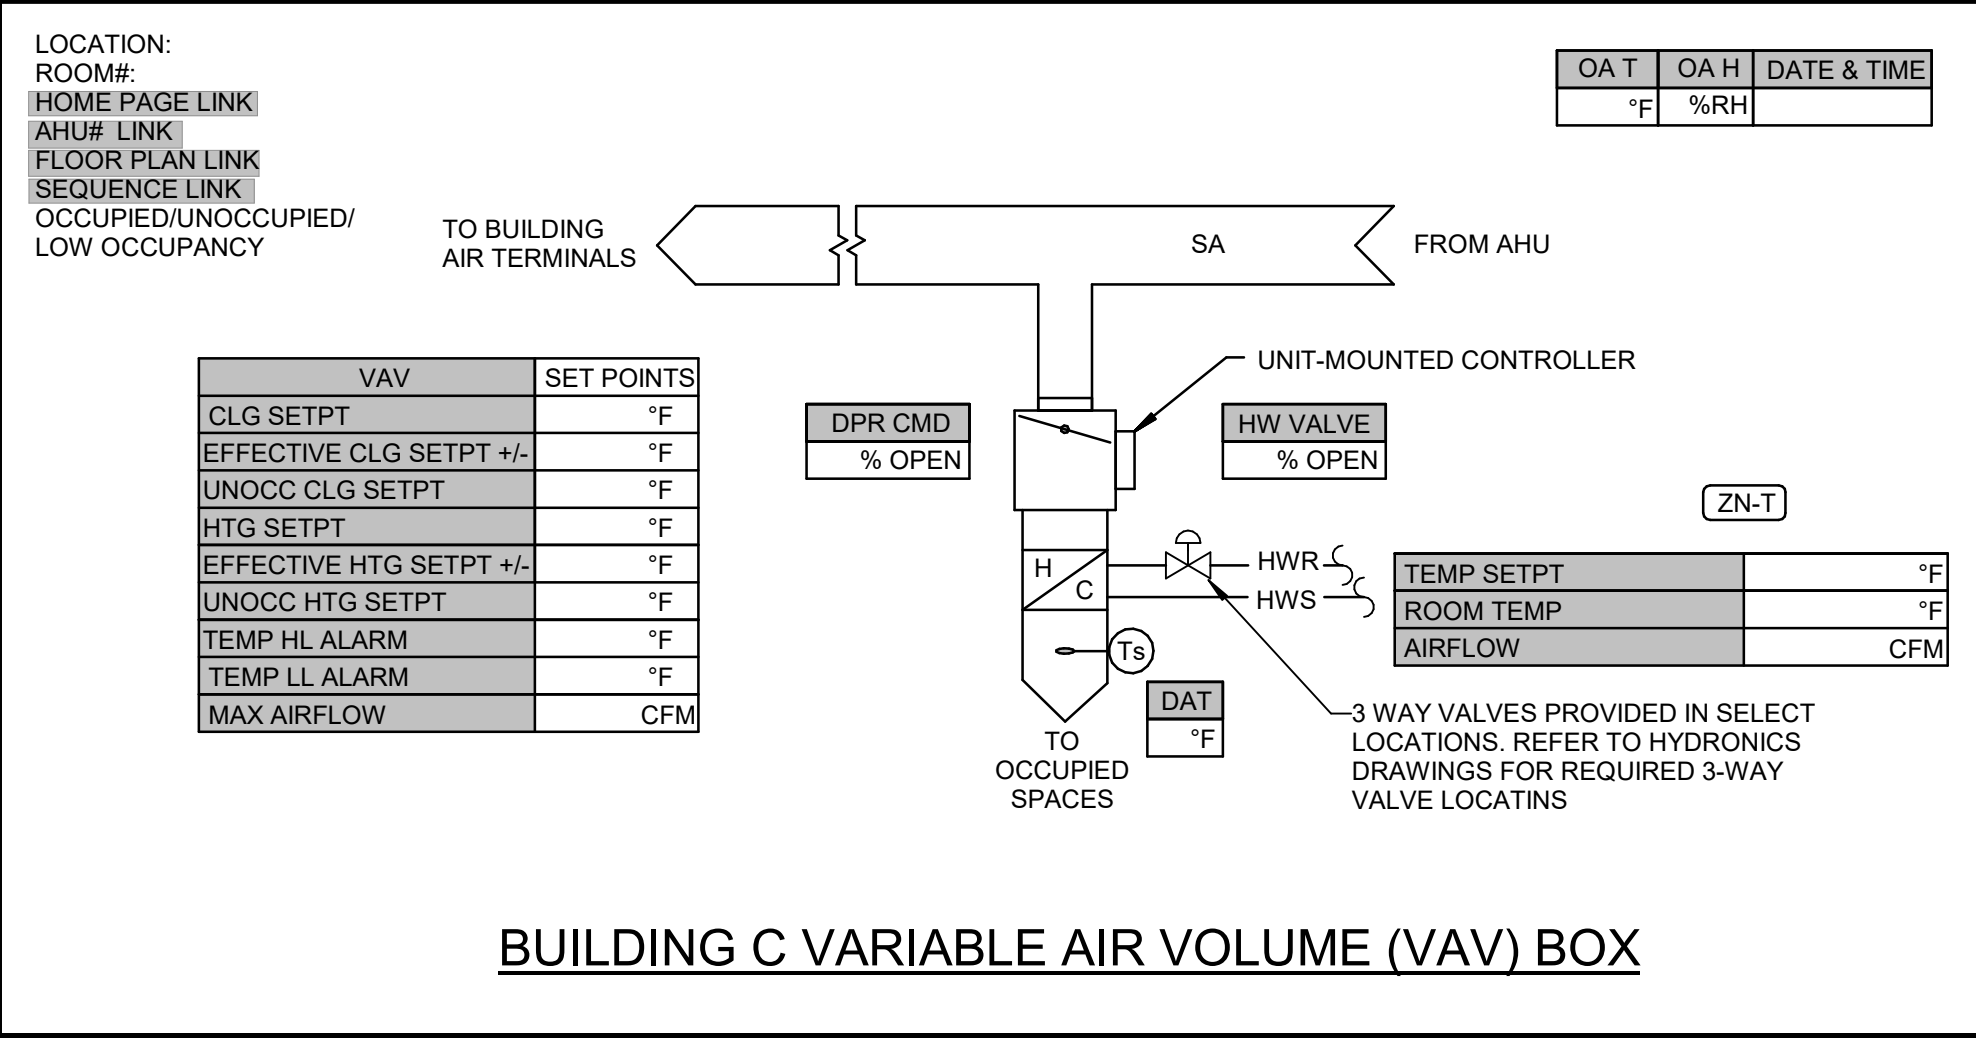 LOCATION:
ROOM#:
HOME PAGE LINK
AHU# LINK
FLOOR PLAN LINK
SEQUENCE LINK
OCCUPIED/UNOCCUPIED/
LOW OCCUPANCY
OA T OA H DATE & TIME
°F %RH
TO BUILDING
AIR TERMINALS
SA
FROM AHU
VAV SET POINTS
CLG SETPT °F
EFFECTIVE CLG SETPT +/- °F
UNOCC CLG SETPT °F
HTG SETPT °F
EFFECTIVE HTG SETPT +/- °F
UNOCC HTG SETPT °F
TEMP HL ALARM °F
TEMP LL ALARM °F
MAX AIRFLOW CFM
UNIT-MOUNTED CONTROLLER
DPR CMD
% OPEN
HW VALVE
% OPEN
ZN-T
H
C
HWR
HWS
TEMP SETPT °F
ROOM TEMP °F
AIRFLOW CFM
Ts
DAT
°F
TO
OCCUPIED
SPACES
3 WAY VALVES PROVIDED IN SELECT
LOCATIONS. REFER TO HYDRONICS
DRAWINGS FOR REQUIRED 3-WAY
VALVE LOCATINS
BUILDING C VARIABLE AIR VOLUME (VAV) BOX